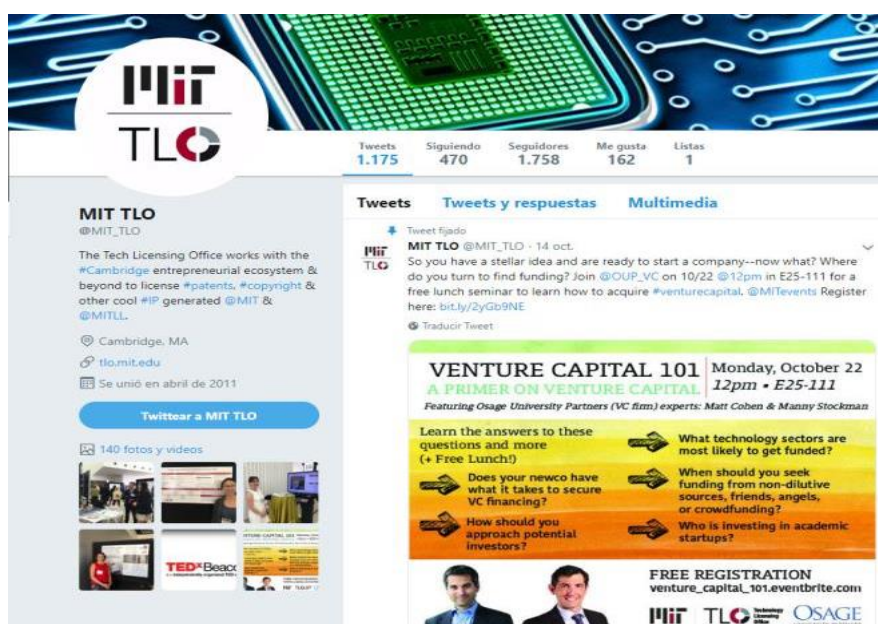 MIT
TLO
Tweets Siguiendo Seguidores Me gusta Listas
1.175 470 1.758 162 1
MIT TLO
@MIT_TLO
The Tech Licensing Office works with the
#Cambridge entrepreneurial ecosystem &
beyond to license #patents, #copyright &
other cool #IP generated @MIT &
@MITLL.
Cambridge, MA
tlo.mit.edu
Se unió en abril de 2011
Twittear a MIT TLO
140 fotos y videos
TEDxBeac
Tweets Tweets y respuestas Multimedia
Tweet fijado
MIT TLO @MIT_TLO · 14 oct.
MIT
TLO
So you have a stellar idea and are ready to start a company--now what? Where
do you turn to find funding? Join @OUP_VC on 10/22 @12pm in E25-111 for a
free lunch seminar to learn how to acquire #venturecapital. @MITevents Register
here: bit.ly/2yGb9NE
Traducir Tweet
VENTURE CAPITAL 101
A PRIMER ON VENTURE CAPITAL
Monday, October 22
12pm • E25-111
Featuring Osage University Partners (VC firm) experts: Matt Cohen & Manny Stockman
Learn the answers to these
questions and more
(+ Free Lunch!)
Does your newco have
what it takes to secure
VC financing?
How should you
approach potential
investors?
What technology sectors are
most likely to get funded?
When should you seek
funding from non-dilutive
sources, friends, angels,
or crowdfunding?
Who is investing in academic
startups?
FREE REGISTRATION
venture_capital_101.eventbrite.com
MIT TLO Technology
Licensing
Office
OSAGE